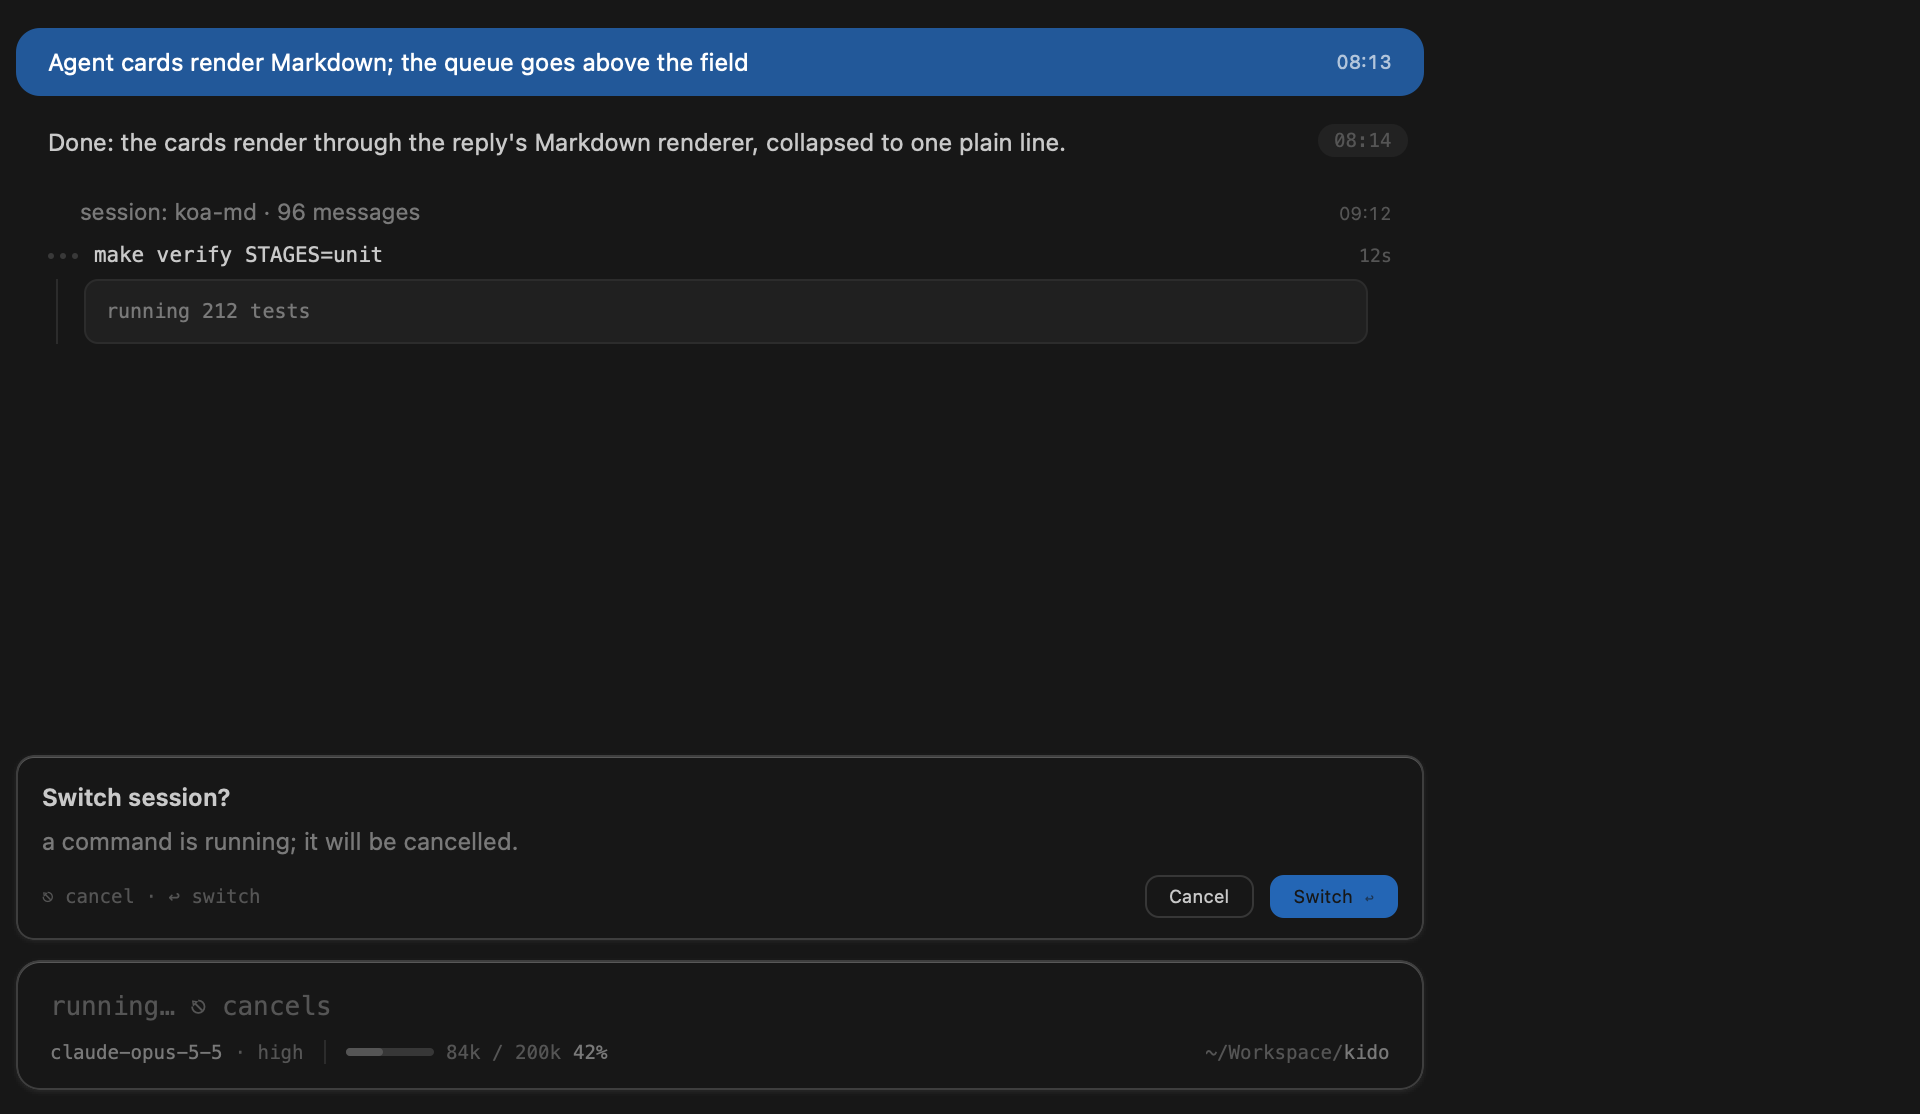 Agent cards render Markdown; the queue goes above the field 08:13
Done: the cards render through the reply's Markdown renderer, collapsed to one plain line. 08:14
session: koa-md · 96 messages 09:12
make verify STAGES=unit 12s
running 212 tests
Switch session?
a command is running; it will be cancelled.
⎋ cancel · ↩ switch
Cancel
Switch ↩
running… ⎋ cancels
claude-opus-5-5 · high 84k / 200k 42% ~/Workspace/kido